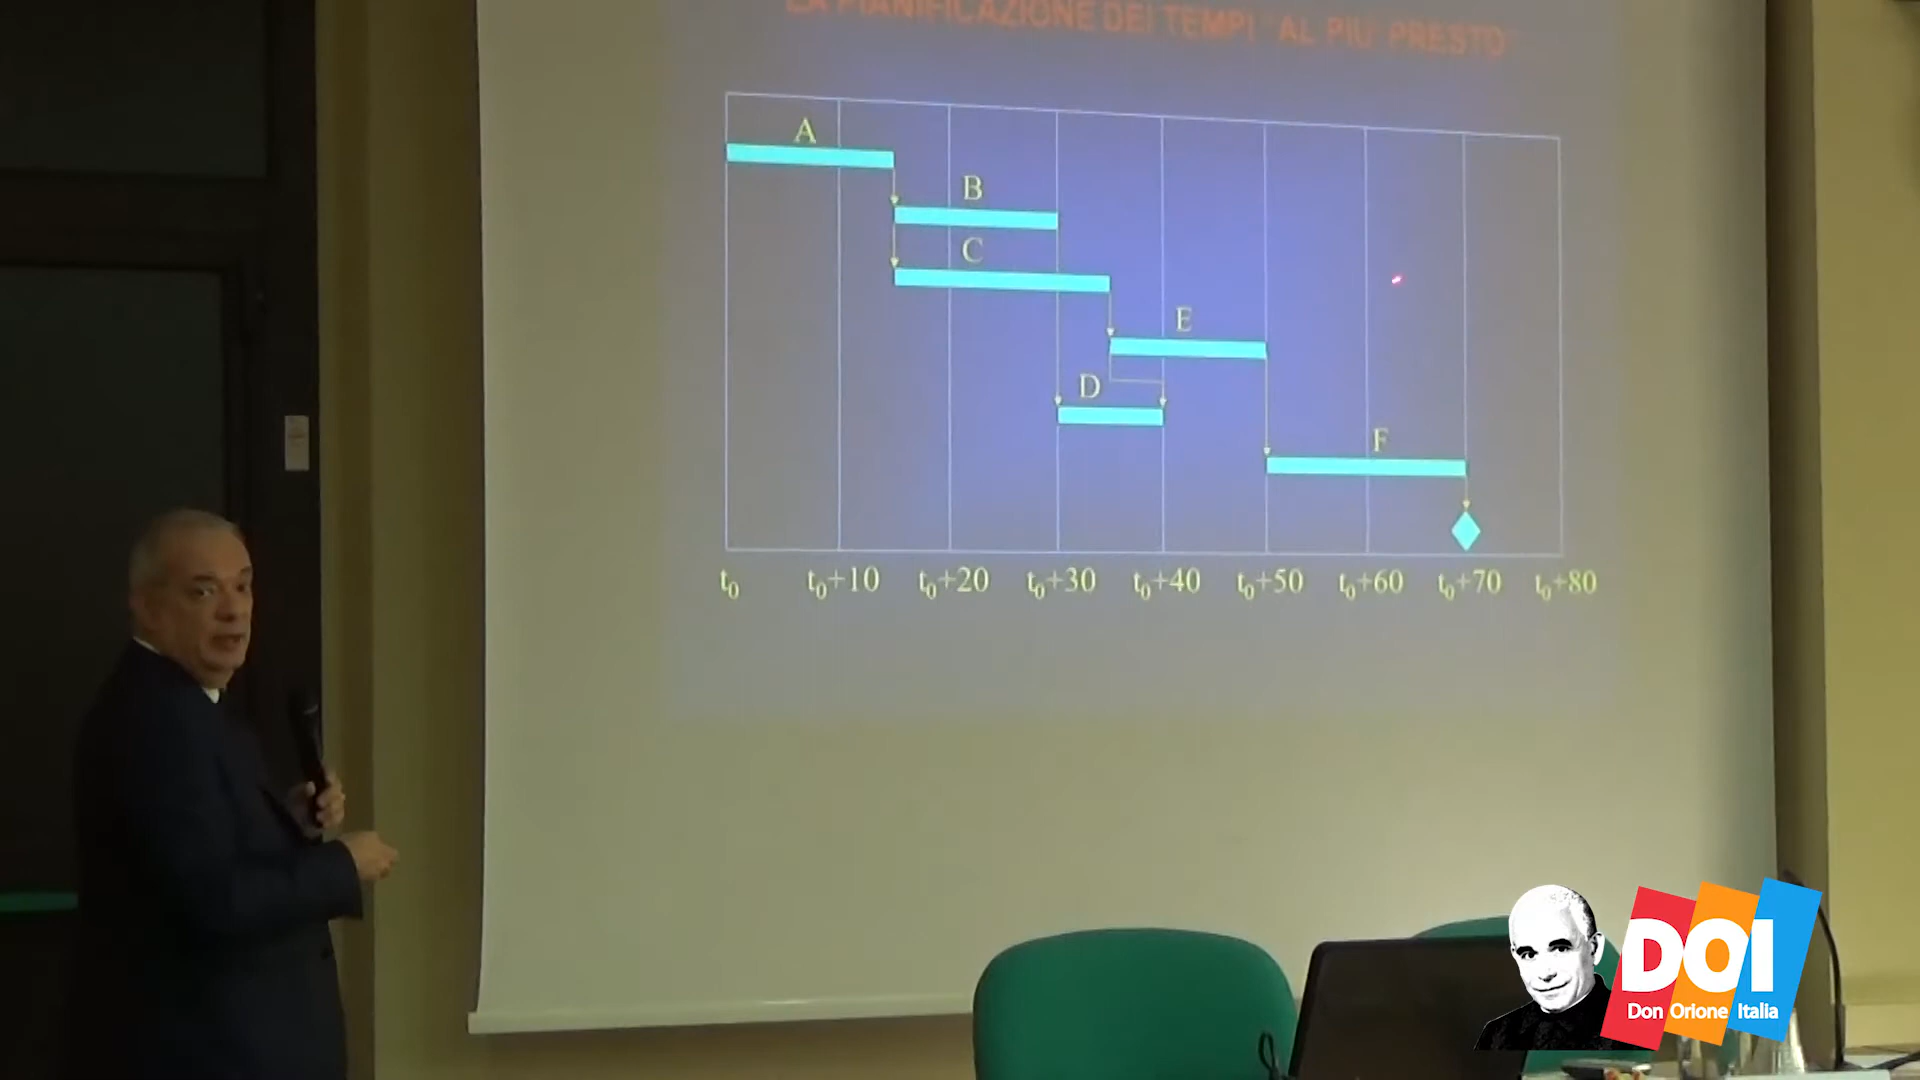 LA PIANIFICAZIONE DEI TEMPI "AL PIU' PRESTO"
A
B
C
E
D
F
t0 t0+10 t0+20 t0+30 t0+40 t0+50 t0+60 t0+70 t0+80
DOI
Don Orione Italia